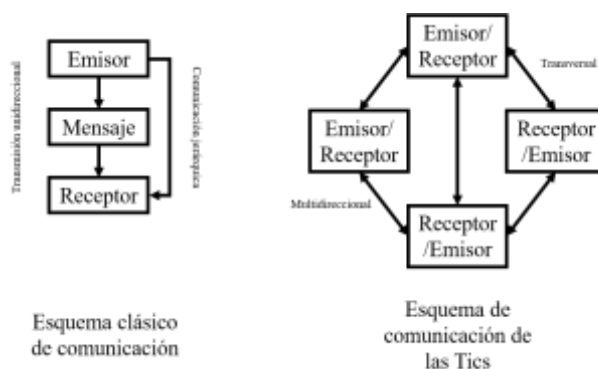 Emisor
Mensaje
Receptor
Transmisión unidireccional
Comunicación jerárquica
Esquema clásico
de comunicación
Emisor/
Receptor
Transversal
Emisor/
Receptor
Receptor
/Emisor
Multidireccional
Receptor
/Emisor
Esquema de
comunicación de
las Tics